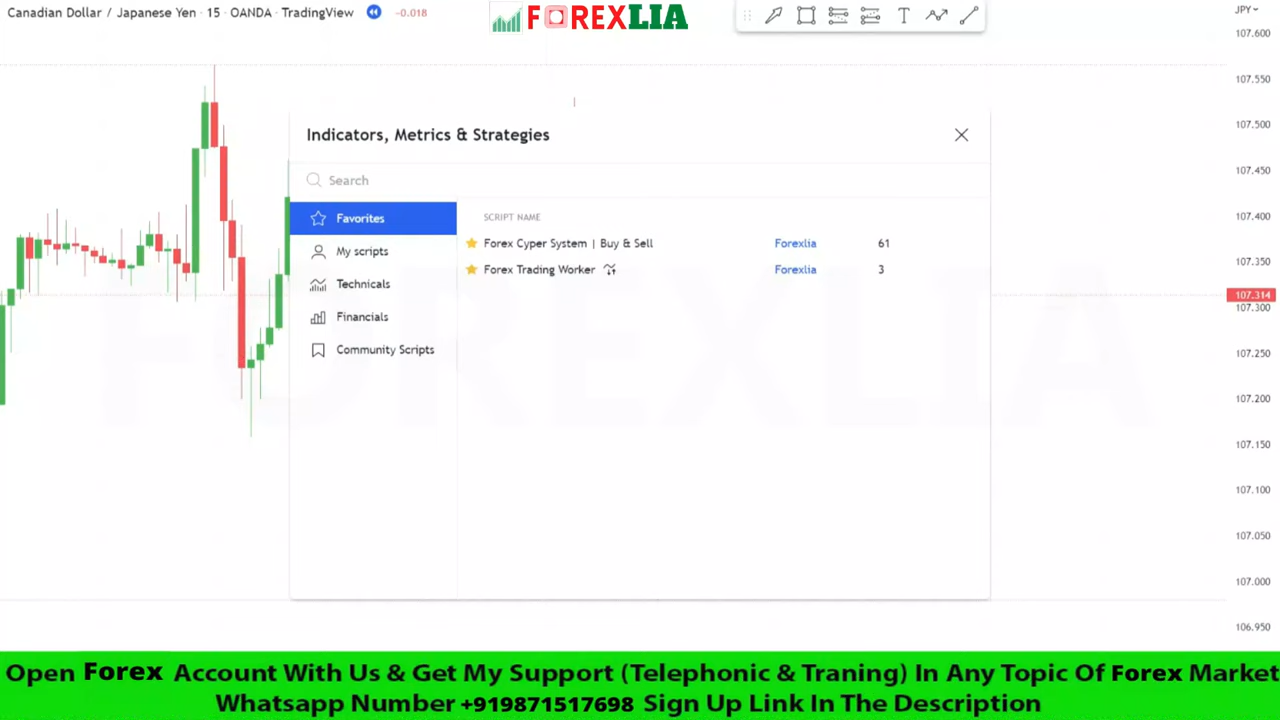 Canadian Dollar / Japanese Yen · 15 · OANDA · TradingView
-0.018
FOREXLIA
JPY
107.600
107.550
107.500
107.450
107.400
107.350
107.314
107.300
107.250
107.200
107.150
107.100
107.050
107.000
106.950
Indicators, Metrics & Strategies
Search
Favorites
My scripts
Technicals
Financials
Community Scripts
SCRIPT NAME
Forex Cyper System | Buy & Sell Forexlia 61
Forex Trading Worker Forexlia 3
FOREXLIA
Open Forex Account With Us & Get My Support (Telephonic & Traning) In Any Topic Of Forex Market
Whatsapp Number +919871517698 Sign Up Link In The Description